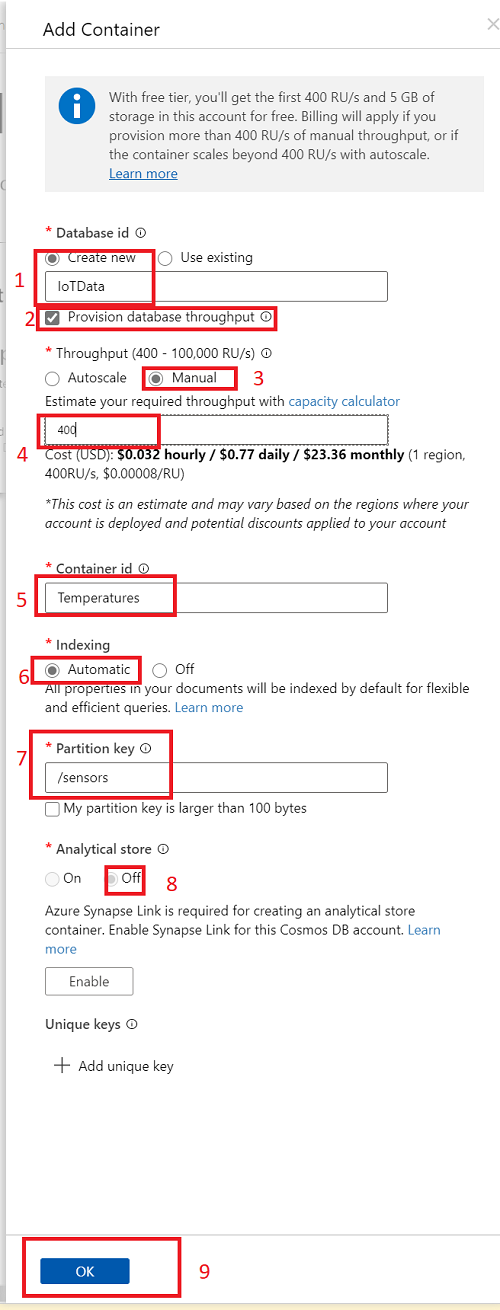 Add Container
With free tier, you'll get the first 400 RU/s and 5 GB of
storage in this account for free. Billing will apply if you
provision more than 400 RU/s of manual throughput, or if
the container scales beyond 400 RU/s with autoscale.
Learn more
* Database id
Create new Use existing
1 IoTData
2 Provision database throughput
* Throughput (400 - 100,000 RU/s)
Autoscale Manual 3
Estimate your required throughput with capacity calculator
400
4 Cost (USD): $0.032 hourly / $0.77 daily / $23.36 monthly (1 region,
400RU/s, $0.00008/RU)
*This cost is an estimate and may vary based on the regions where your
account is deployed and potential discounts applied to your account
* Container id
5 Temperatures
* Indexing
6 Automatic Off
All properties in your documents will be indexed by default for flexible
and efficient queries. Learn more
7 * Partition key
/sensors
My partition key is larger than 100 bytes
* Analytical store
On Off 8
Azure Synapse Link is required for creating an analytical store
container. Enable Synapse Link for this Cosmos DB account. Learn
more
Enable
Unique keys
Add unique key
OK 9